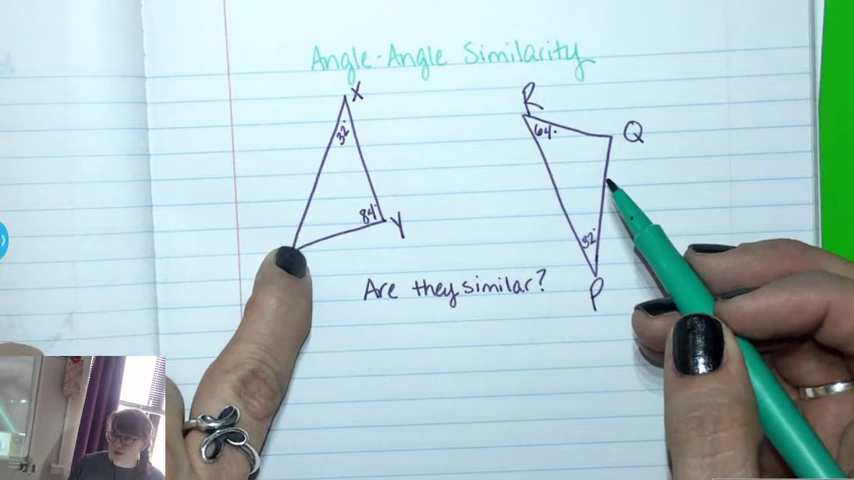 Angle-Angle Similarity
X
32°
84°
Y
R
64°
Q
32°
P
Are they similar?